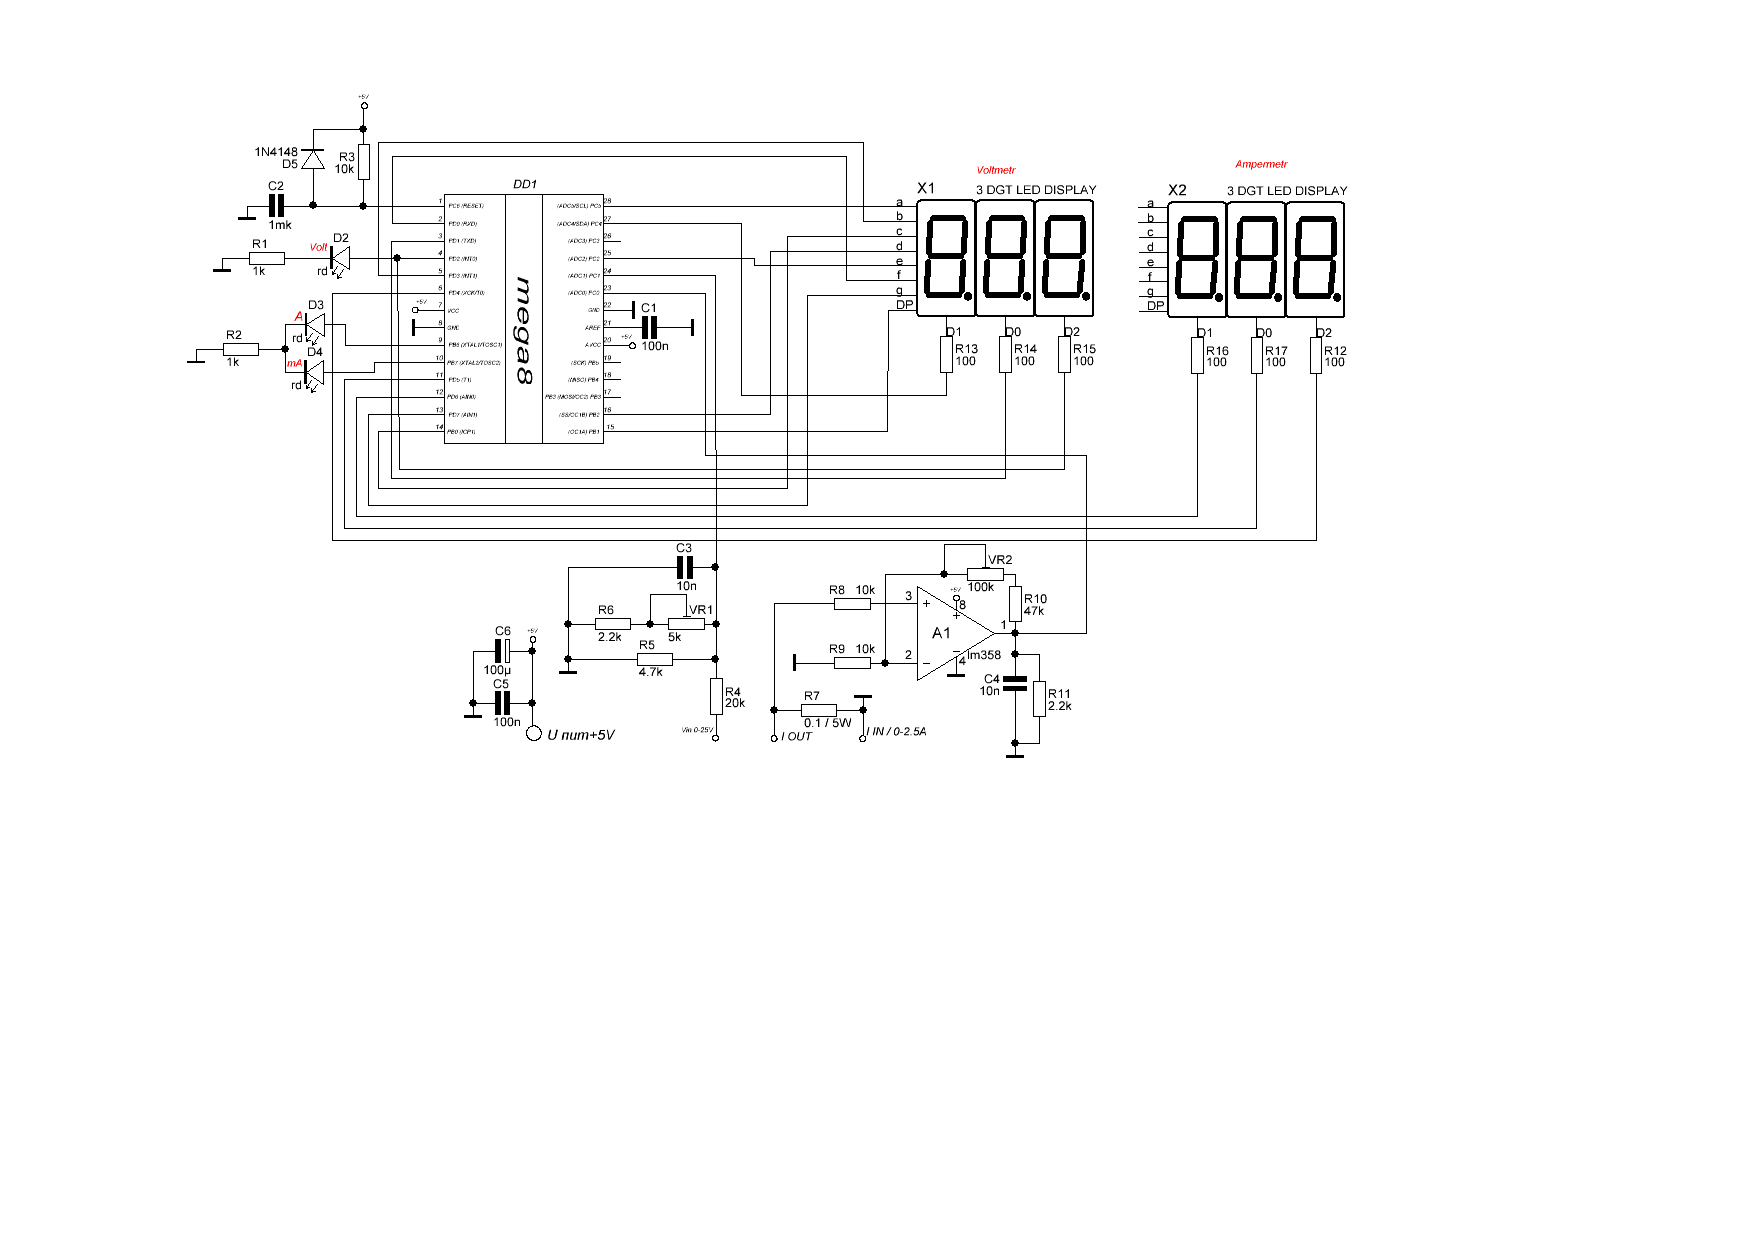 +5V
1N4148
D5
R3
10k
C2
1mk
DD1
mega8
R1
1k
Volt
D2
rd
A
D3
rd
R2
1k
mA
D4
rd
+5V
1 PC6 (RESET)
2 PD0 (RXD)
3 PD1 (TXD)
4 PD2 (INT0)
5 PD3 (INT1)
6 PD4 (XCK/T0)
7 VCC
8 GND
9 PB6 (XTAL1/TOSC1)
10 PB7 (XTAL2/TOSC2)
11 PD5 (T1)
12 PD6 (AIN0)
13 PD7 (AIN1)
14 PB0 (ICP1)
(ADC5/SCL) PC5 28
(ADC4/SDA) PC4 27
(ADC3) PC3 26
(ADC2) PC2 25
(ADC1) PC1 24
(ADC0) PC0 23
GND 22
AREF 21
AVCC 20
(SCK) PB5 19
(MISO) PB4 18
PB3 (MOSI/OC2) PB3 17
(SS/OC1B) PB2 16
(OC1A) PB1 15
C1
100n
+5V
Voltmetr
X1 3 DGT LED DISPLAY
a
b
c
d
e
f
g
DP
D1 D0 D2
R13
100
R14
100
R15
100
Ampermetr
X2 3 DGT LED DISPLAY
a
b
c
d
e
f
g
DP
D1 D0 D2
R16
100
R17
100
R12
100
C3
10n
R6
2.2k
VR1
5k
R5
4.7k
R4
20k
Vin 0-25V
C6
100µ
+5V
C5
100n
U пит+5V
R8 10k
R9 10k
3
2
A1
+5V
8
+
+
−
−
4
lm358
1
VR2
100k
R10
47k
C4
10n
R11
2.2k
R7
0.1 / 5W
I OUT
I IN / 0-2.5A